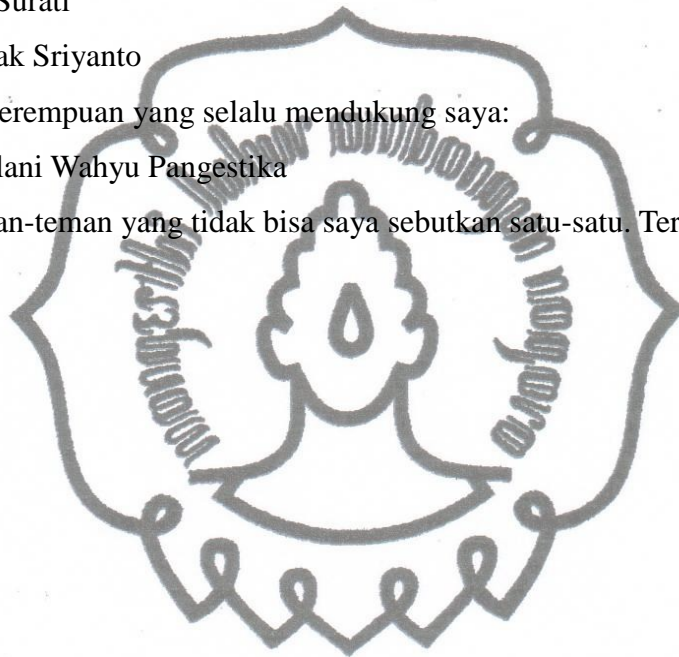 Surati
ak Sriyanto
erempuan yang selalu mendukung saya:
lani Wahyu Pangestika
an-teman yang tidak bisa saya sebutkan satu-satu. Ter